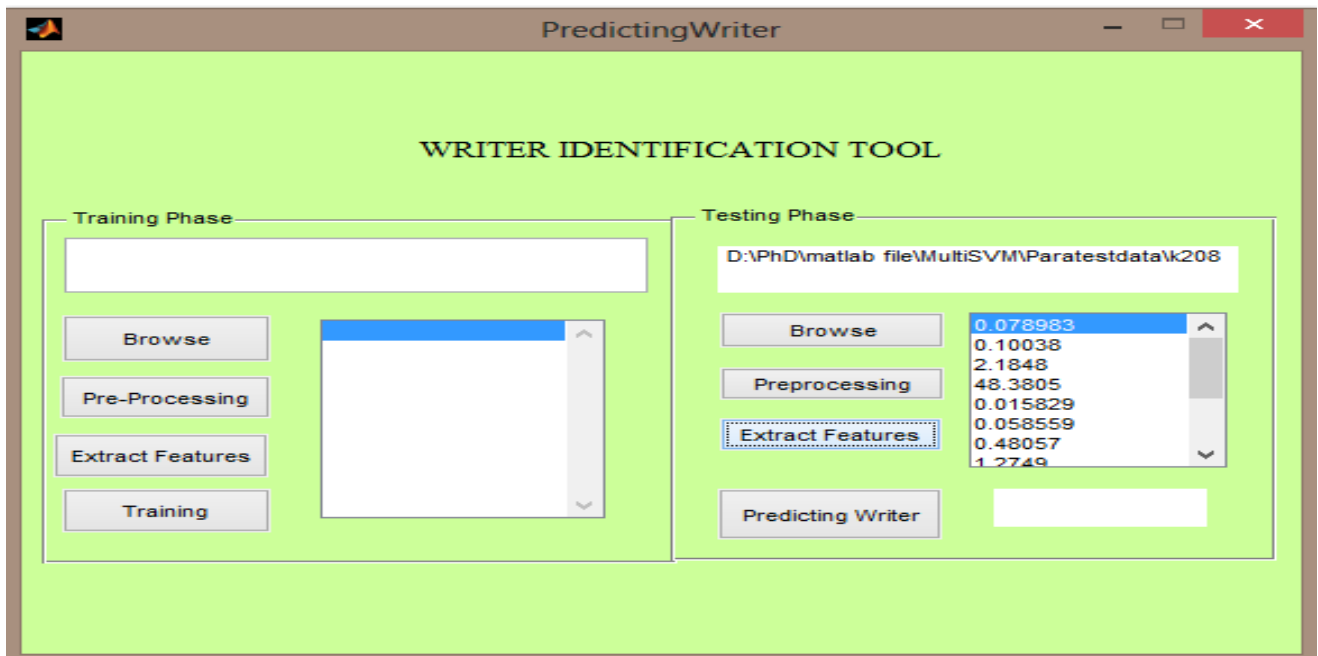 PredictingWriter
WRITER IDENTIFICATION TOOL
Training Phase
Browse
Pre-Processing
Extract Features
Training
Testing Phase
D:\PhD\matlab file\MultiSVM\Paratestdata\k208
Browse
Preprocessing
Extract Features
0.078983
0.10038
2.1848
48.3805
0.015829
0.058559
0.48057
1.2749
Predicting Writer